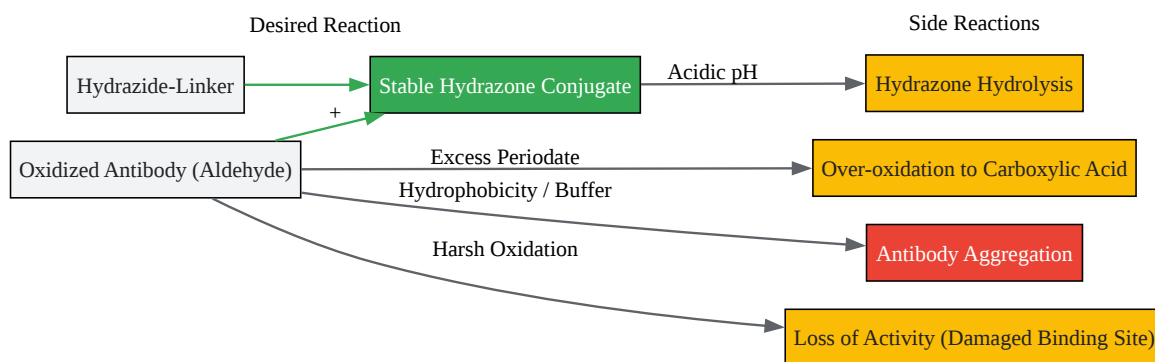 Desired Reaction
Side Reactions
Hydrazide-Linker
Stable Hydrazone Conjugate
Acidic pH
Hydrazone Hydrolysis
+
Oxidized Antibody (Aldehyde)
Excess Periodate
Over-oxidation to Carboxylic Acid
Hydrophobicity / Buffer
Antibody Aggregation
Harsh Oxidation
Loss of Activity (Damaged Binding Site)